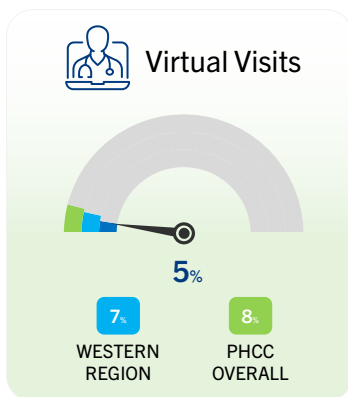 Virtual Visits
5%
7%
8%
WESTERN
REGION
PHCC
OVERALL